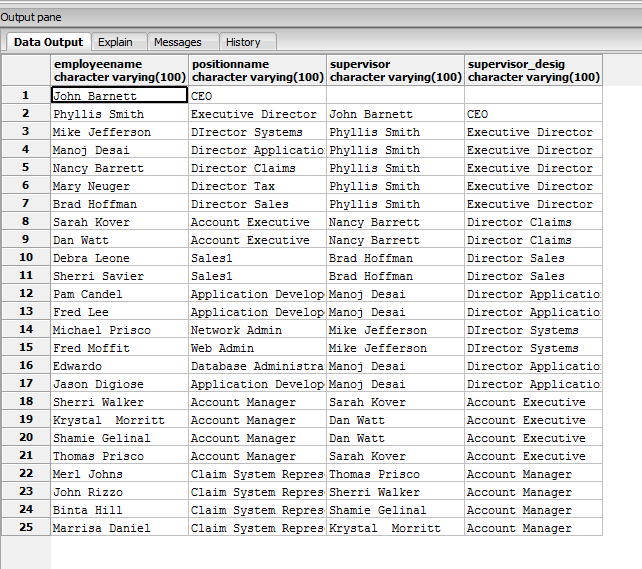 Output pane
Data Output Explain Messages History
employeename positionname supervisor supervisor_desig
character varying(100) character varying(100) character varying(100) character varying(100)
1 John Barnett CEO
2 Phyllis Smith Executive Director John Barnett CEO
3 Mike Jefferson DIrector Systems Phyllis Smith Executive Director
4 Manoj Desai Director Applicatio Phyllis Smith Executive Director
5 Nancy Barrett Director Claims Phyllis Smith Executive Director
6 Mary Neuger Director Tax Phyllis Smith Executive Director
7 Brad Hoffman Director Sales Phyllis Smith Executive Director
8 Sarah Kover Account Executive Nancy Barrett Director Claims
9 Dan Watt Account Executive Nancy Barrett Director Claims
10 Debra Leone Sales1 Brad Hoffman Director Sales
11 Sherri Savier Sales1 Brad Hoffman Director Sales
12 Pam Candel Application Develop Manoj Desai Director Applicatio
13 Fred Lee Application Develop Manoj Desai Director Applicatio
14 Michael Prisco Network Admin Mike Jefferson DIrector Systems
15 Fred Moffit Web Admin Mike Jefferson DIrector Systems
16 Edwardo Database Administra Manoj Desai Director Applicatio
17 Jason Digiose Application Develop Manoj Desai Director Applicatio
18 Sherri Walker Account Manager Sarah Kover Account Executive
19 Krystal  Morritt Account Manager Dan Watt Account Executive
20 Shamie Gelinal Account Manager Dan Watt Account Executive
21 Thomas Prisco Account Manager Sarah Kover Account Executive
22 Merl Johns Claim System Repres Thomas Prisco Account Manager
23 John Rizzo Claim System Repres Sherri Walker Account Manager
24 Binta Hill Claim System Repres Shamie Gelinal Account Manager
25 Marrisa Daniel Claim System Repres Krystal  Morritt Account Manager